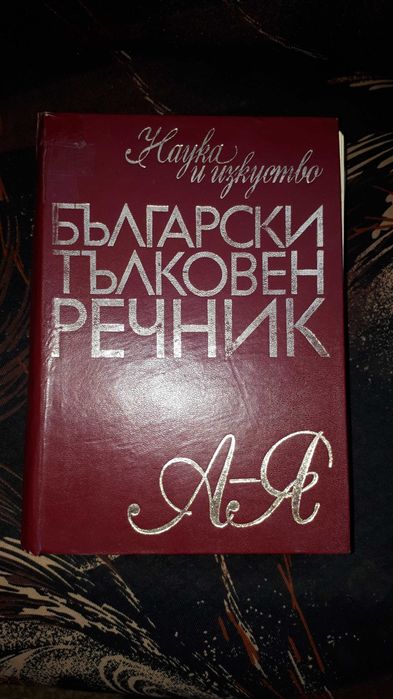 Наука
и изкуство
БЪЛГАРСКИ
ТЪЛКОВЕН
РЕЧНИК
А-Я